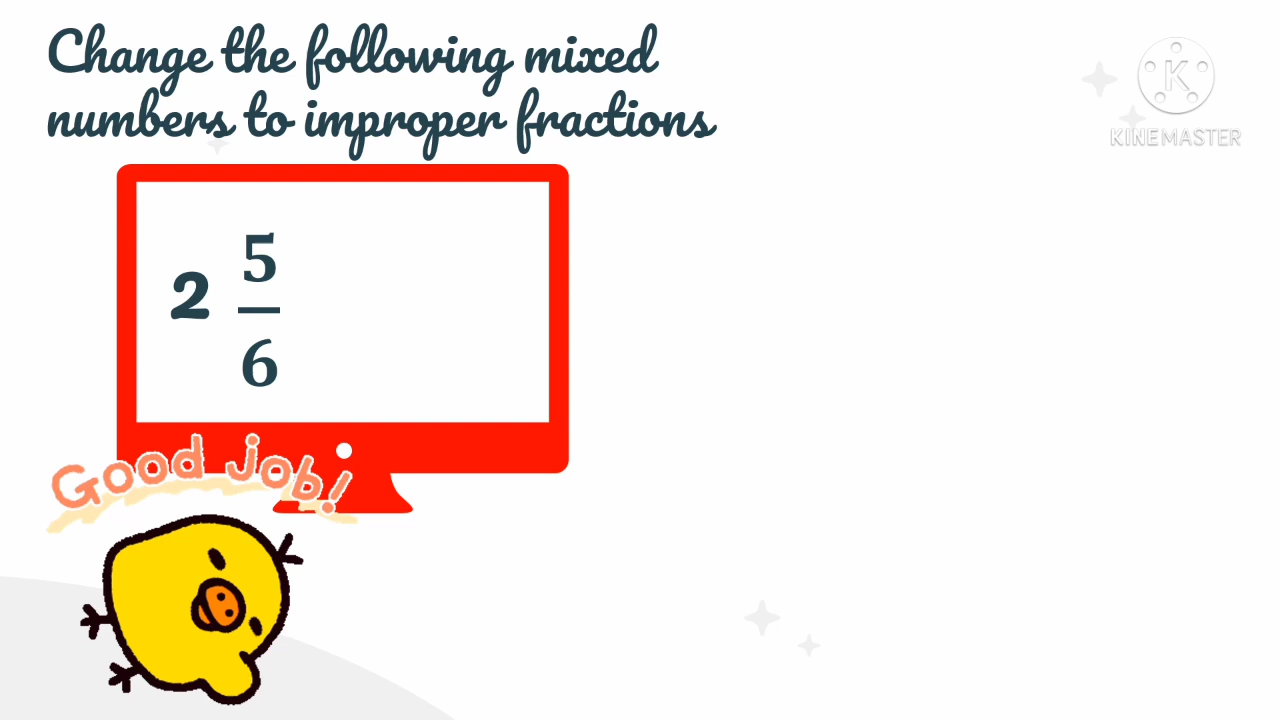 Change the following mixed
numbers to improper fractions
K
KINEMASTER
2 5/6
Good Job!